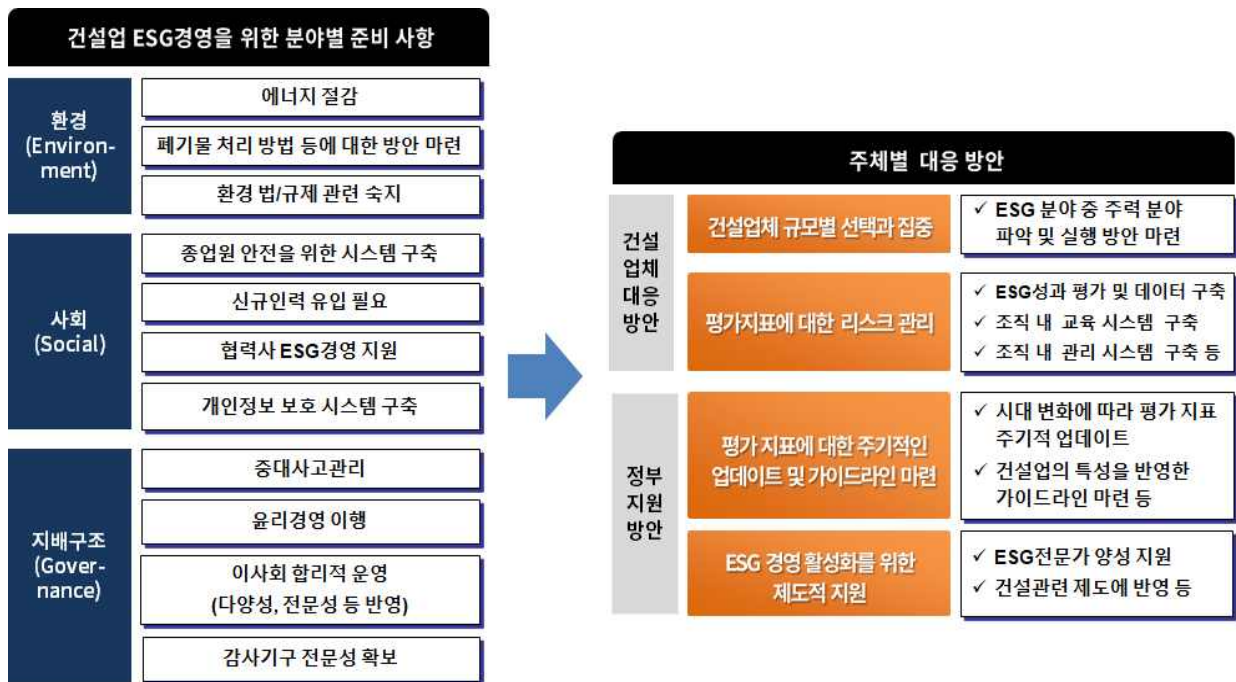 건설업 ESG경영을 위한 분야별 준비 사항
환경
(Environ-
ment)
에너지 절감
폐기물 처리 방법 등에 대한 방안 마련
환경 법/규제 관련 숙지
사회
(Social)
종업원 안전을 위한 시스템 구축
신규인력 유입 필요
협력사 ESG경영 지원
개인정보 보호 시스템 구축
지배구조
(Gover-
nance)
중대사고관리
윤리경영 이행
이사회 합리적 운영
(다양성, 전문성 등 반영)
감사기구 전문성 확보
주체별 대응 방안
건설
업체
대응
방안
건설업체 규모별 선택과 집중
✓ ESG 분야 중 주력 분야
파악 및 실행 방안 마련
평가지표에 대한 리스크 관리
✓ ESG성과 평가 및 데이터 구축
✓ 조직 내 교육 시스템 구축
✓ 조직 내 관리 시스템 구축 등
정부
지원
방안
평가 지표에 대한 주기적인
업데이트 및 가이드라인 마련
✓ 시대 변화에 따라 평가 지표
주기적 업데이트
✓ 건설업의 특성을 반영한
가이드라인 마련 등
ESG 경영 활성화를 위한
제도적 지원
✓ ESG전문가 양성 지원
✓ 건설관련 제도에 반영 등